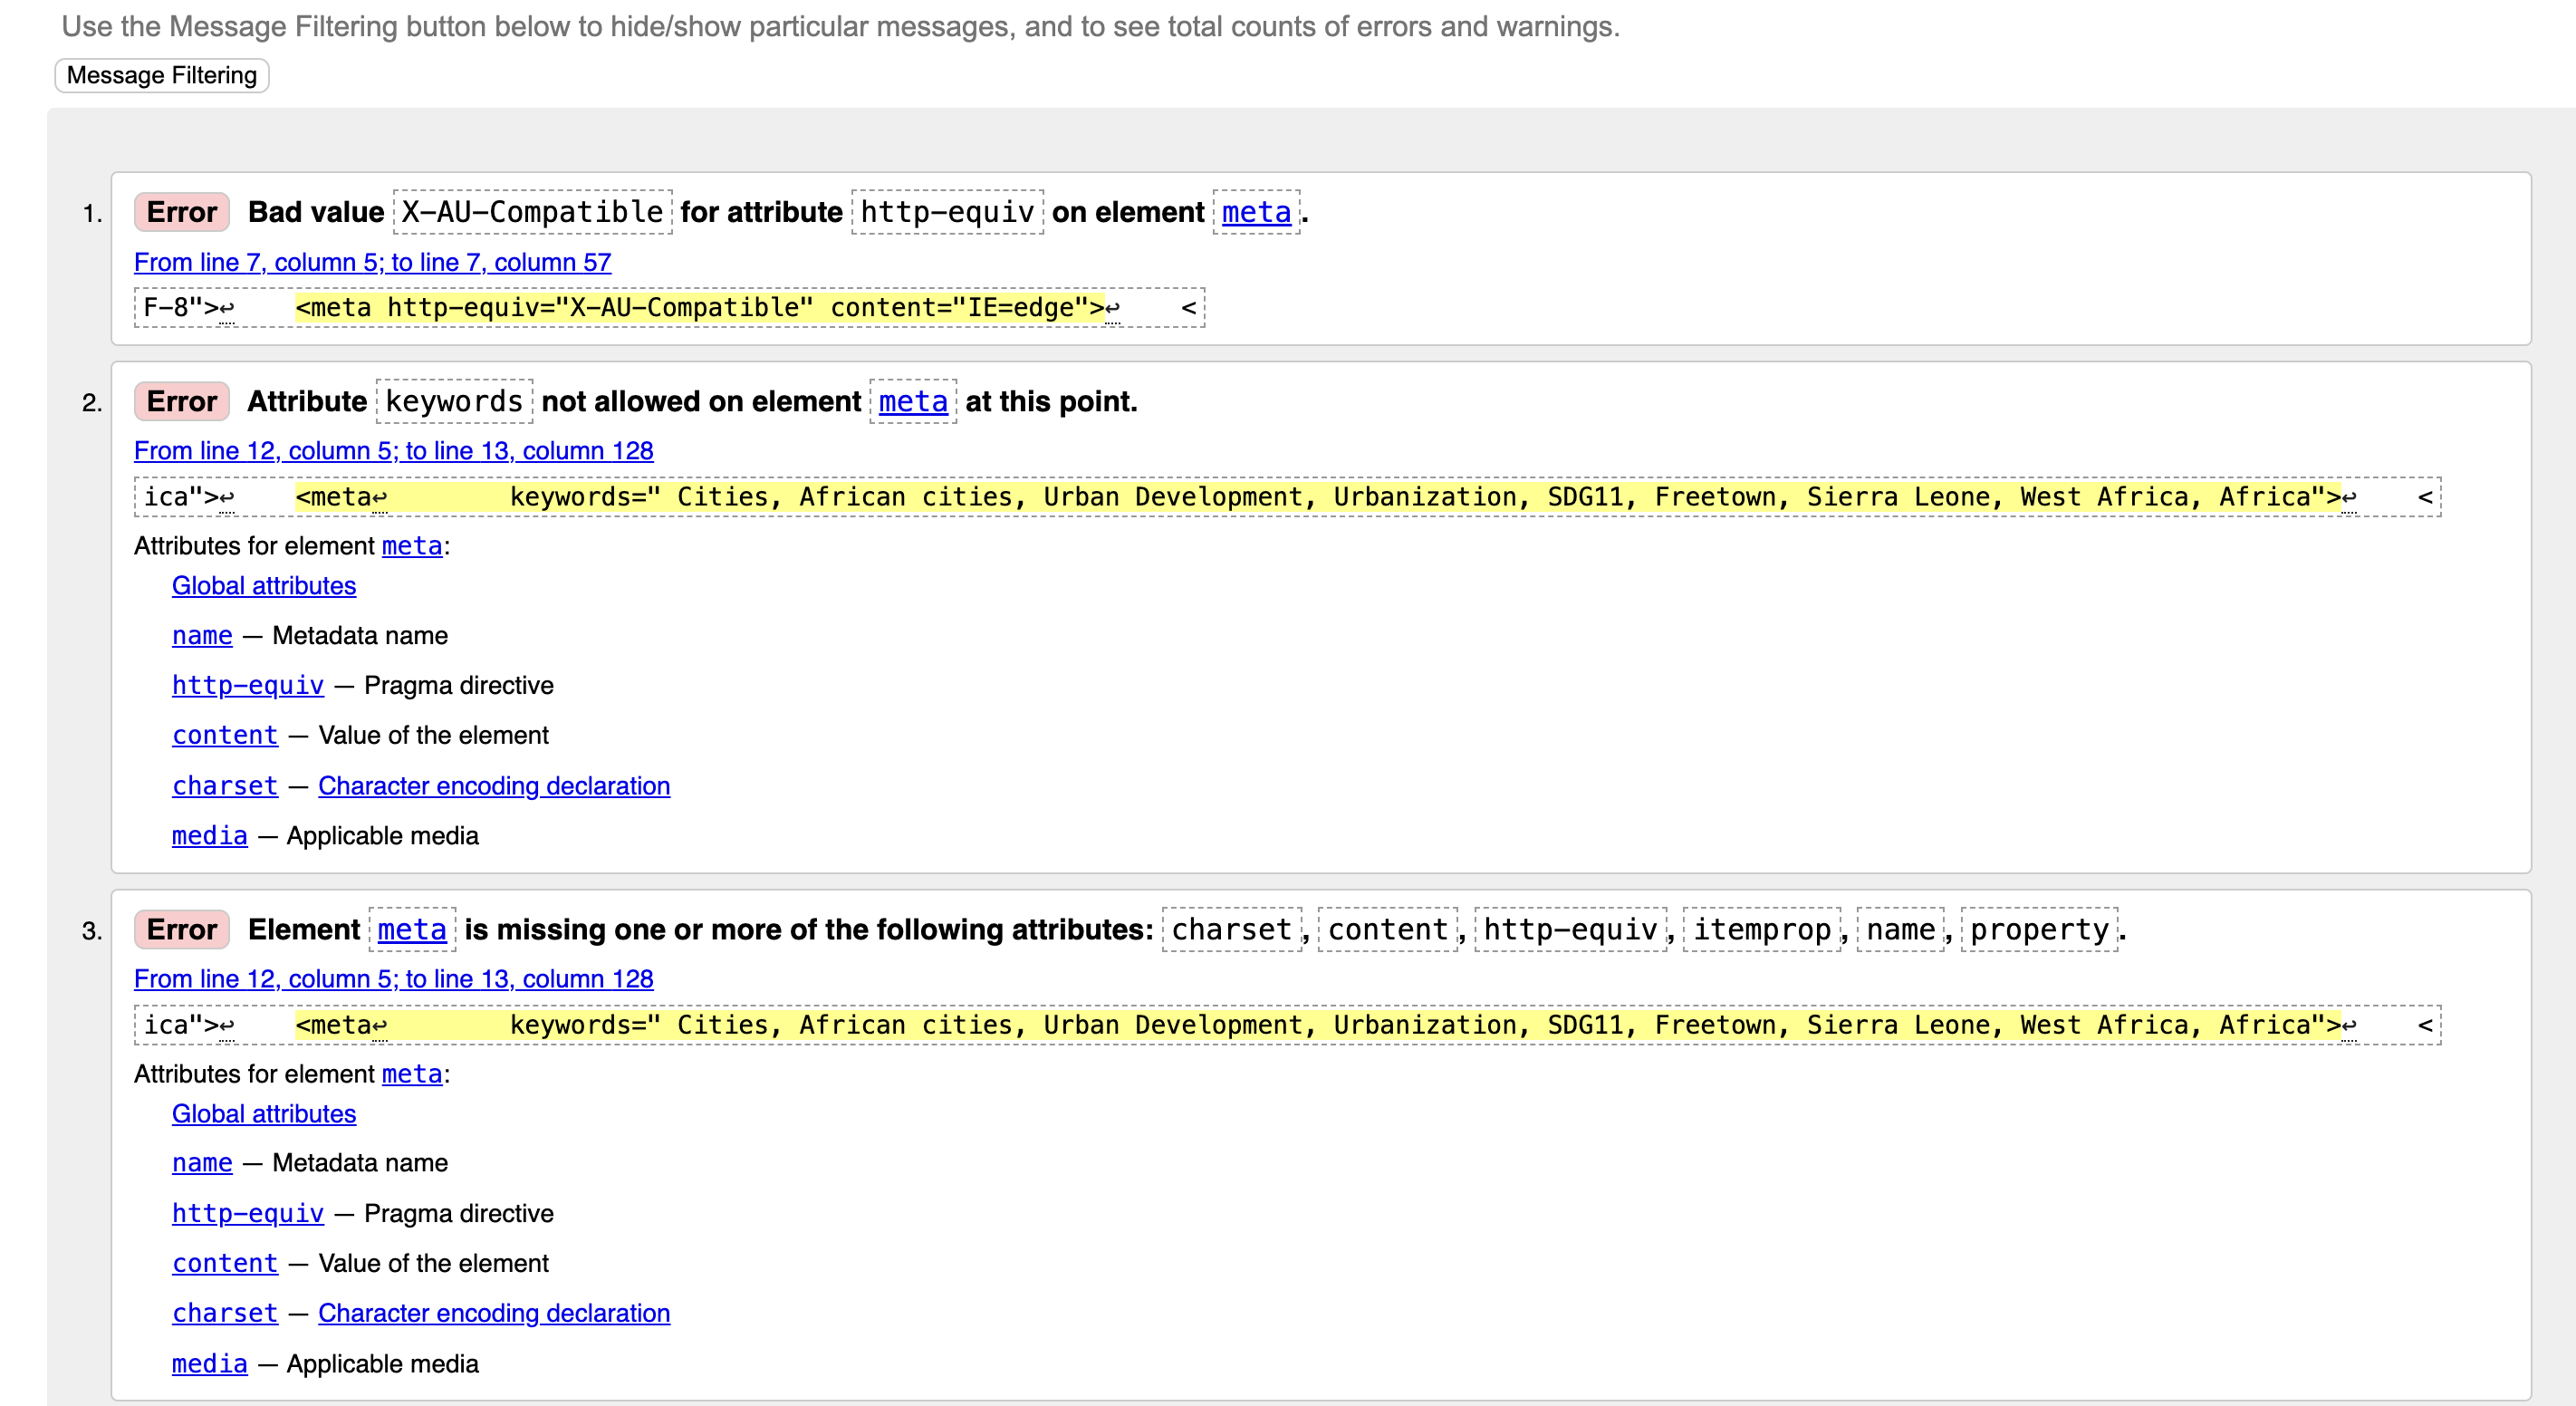 Use the Message Filtering button below to hide/show particular messages, and to see total counts of errors and warnings.
Message Filtering
1. Error Bad value X-AU-Compatible for attribute http-equiv on element meta.
From line 7, column 5; to line 7, column 57
F-8">↩    <meta http-equiv="X-AU-Compatible" content="IE=edge">↩    <
2. Error Attribute keywords not allowed on element meta at this point.
From line 12, column 5; to line 13, column 128
ica">↩    <meta↩        keywords=" Cities, African cities, Urban Development, Urbanization, SDG11, Freetown, Sierra Leone, West Africa, Africa">↩    <
Attributes for element meta:
Global attributes
name — Metadata name
http-equiv — Pragma directive
content — Value of the element
charset — Character encoding declaration
media — Applicable media
3. Error Element meta is missing one or more of the following attributes: charset, content, http-equiv, itemprop, name, property.
From line 12, column 5; to line 13, column 128
ica">↩    <meta↩        keywords=" Cities, African cities, Urban Development, Urbanization, SDG11, Freetown, Sierra Leone, West Africa, Africa">↩    <
Attributes for element meta:
Global attributes
name — Metadata name
http-equiv — Pragma directive
content — Value of the element
charset — Character encoding declaration
media — Applicable media